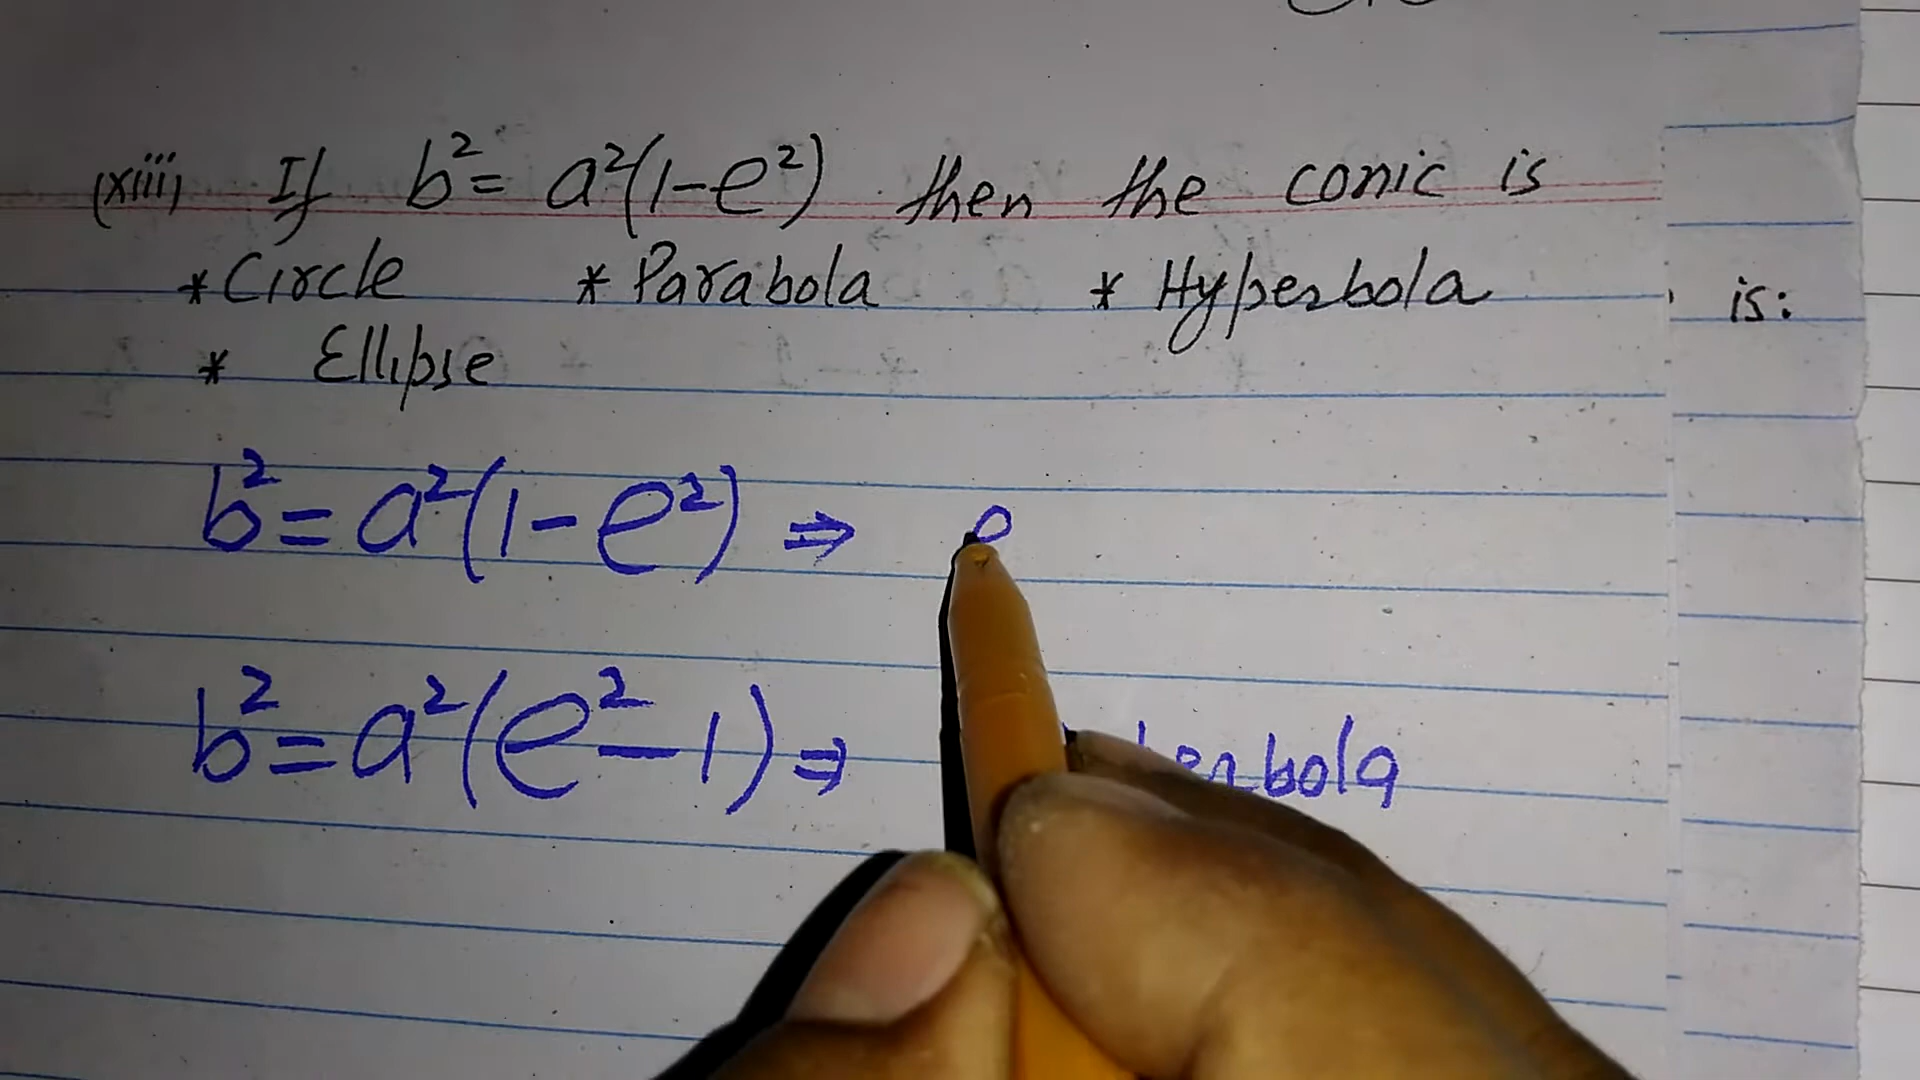 (xiii) If b²= a²(1-e²) then the conic is
*Circle * Parabola * Hyperbola
is:
* Ellipse
b²=a²(1-e²) ⇒ e
b²=a²(e²-1)⇒